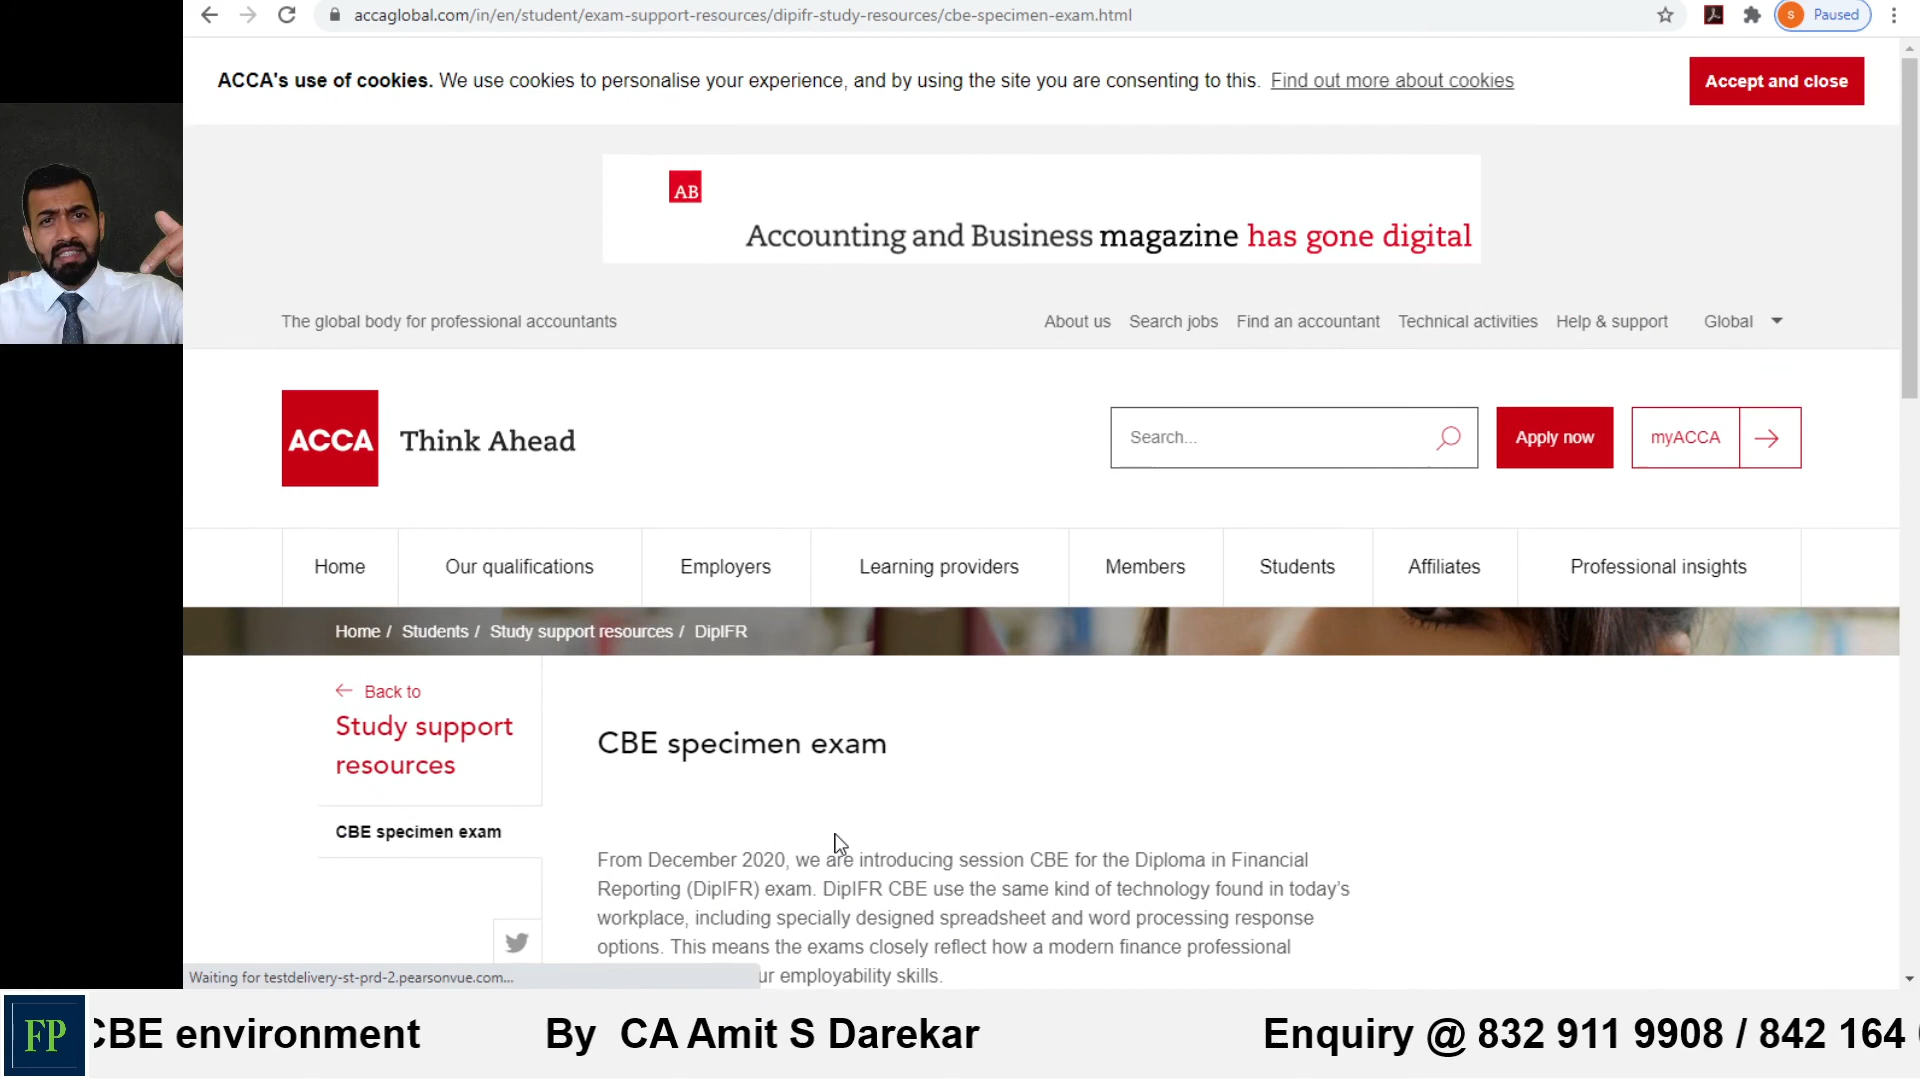 accaglobal.com/in/en/student/exam-support-resources/dipifr-study-resources/cbe-specimen-exam.html
S
Paused
ACCA's use of cookies. We use cookies to personalise your experience, and by using the site you are consenting to this. Find out more about cookies
Accept and close
AB
Accounting and Business magazine has gone digital
The global body for professional accountants
About us Search jobs Find an accountant Technical activities Help & support Global
ACCA Think Ahead
Search...
Apply now
myACCA
Home Our qualifications Employers Learning providers Members Students Affiliates Professional insights
Home / Students / Study support resources / DipIFR
Back to
Study support
resources
CBE specimen exam
CBE specimen exam
From December 2020, we are introducing session CBE for the Diploma in Financial
Reporting (DipIFR) exam. DipIFR CBE use the same kind of technology found in today's
workplace, including specially designed spreadsheet and word processing response
options. This means the exams closely reflect how a modern finance professional
ur employability skills.
Waiting for testdelivery-st-prd-2.pearsonvue.com...
FP
CBE environment By CA Amit S Darekar Enquiry @ 832 911 9908 / 842 164